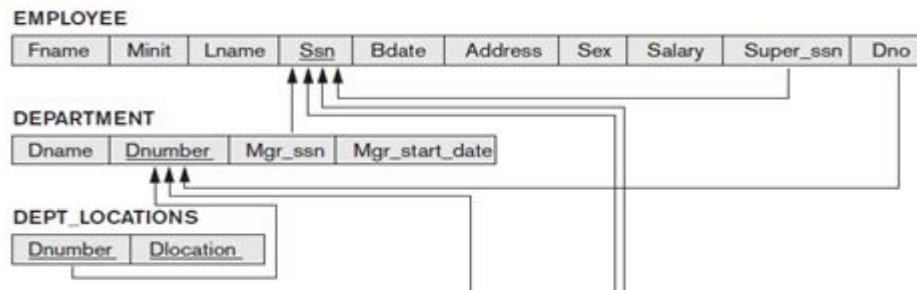 EMPLOYEE
Fname Minit Lname Ssn Bdate Address Sex Salary Super_ssn Dno
DEPARTMENT
Dname Dnumber Mgr_ssn Mgr_start_date
DEPT_LOCATIONS
Dnumber Dlocation